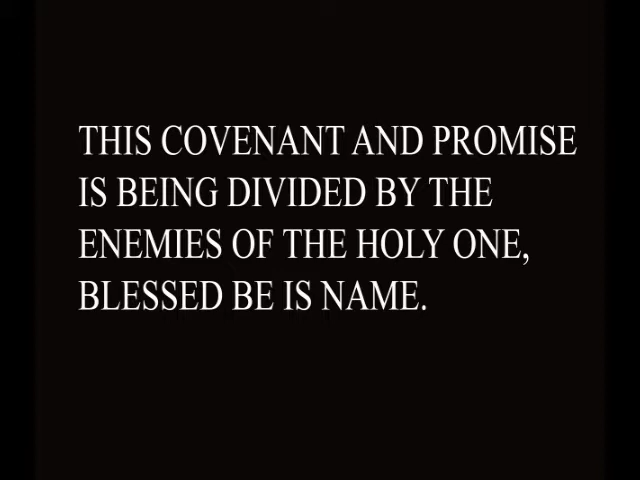 THIS COVENANT AND PROMISE
IS BEING DIVIDED BY THE
ENEMIES OF THE HOLY ONE,
BLESSED BE IS NAME.